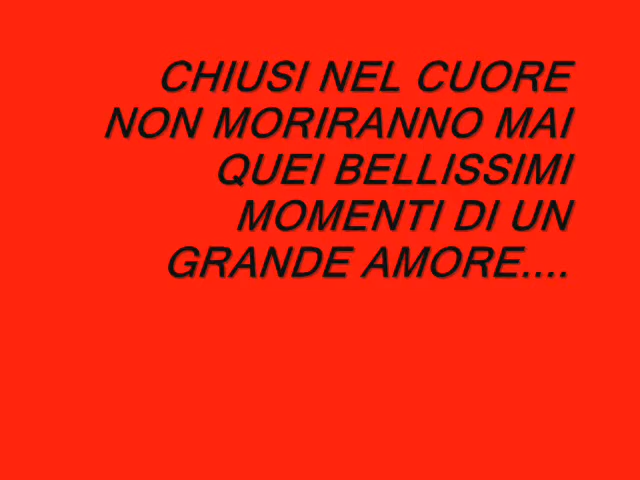 CHIUSI NEL CUORE
NON MORIRANNO MAI
QUEI BELLISSIMI
MOMENTI DI UN
GRANDE AMORE....